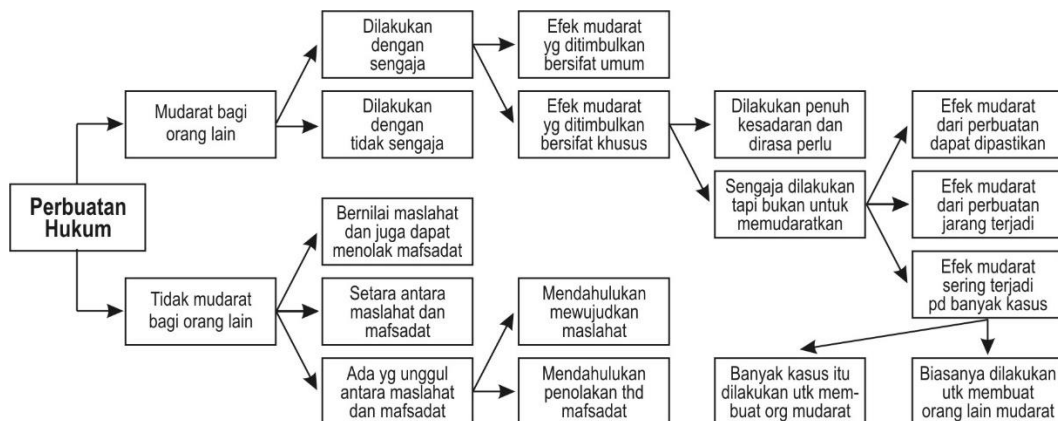 Perbuatan
Hukum
Mudarat bagi
orang lain
Dilakukan
dengan
sengaja
Dilakukan
dengan
tidak sengaja
Efek mudarat
yg ditimbulkan
bersifat umum
Efek mudarat
yg ditimbulkan
bersifat khusus
Dilakukan penuh
kesadaran dan
dirasa perlu
Sengaja dilakukan
tapi bukan untuk
memudaratkan
Efek mudarat
dari perbuatan
dapat dipastikan
Efek mudarat
dari perbuatan
jarang terjadi
Efek mudarat
sering terjadi
pd banyak kasus
Banyak kasus itu
dilakukan utk mem-
buat org mudarat
Biasanya dilakukan
utk membuat
orang lain mudarat
Tidak mudarat
bagi orang lain
Bernilai maslahat
dan juga dapat
menolak mafsadat
Setara antara
maslahat dan
mafsadat
Ada yg unggul
antara maslahat
dan mafsadat
Mendahulukan
mewujudkan
maslahat
Mendahulukan
penolakan thd
mafsadat